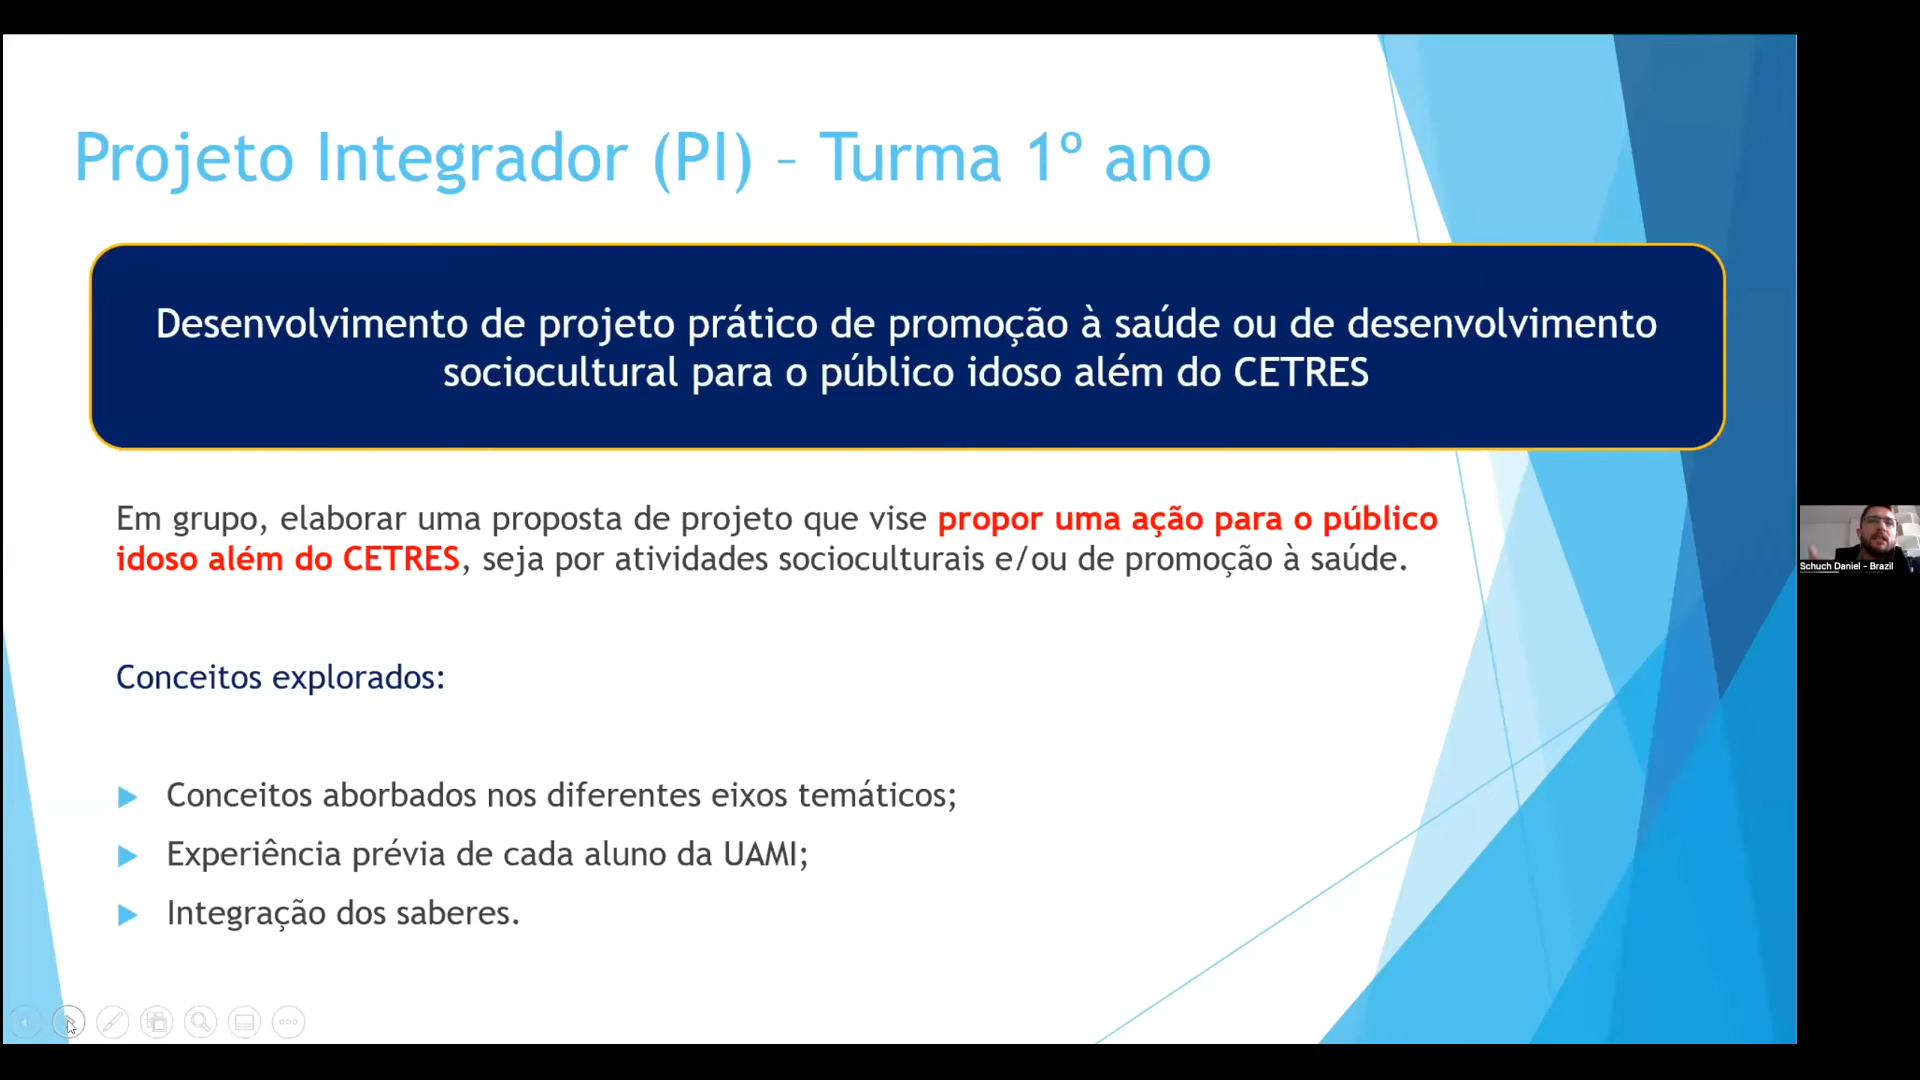 Projeto Integrador (PI) – Turma 1º ano
Desenvolvimento de projeto prático de promoção à saúde ou de desenvolvimento
sociocultural para o público idoso além do CETRES
Em grupo, elaborar uma proposta de projeto que vise propor uma ação para o público
idoso além do CETRES, seja por atividades socioculturais e/ou de promoção à saúde.
Schuch Daniel - Brazil
Conceitos explorados:
Conceitos aborbados nos diferentes eixos temáticos;
Experiência prévia de cada aluno da UAMI;
Integração dos saberes.